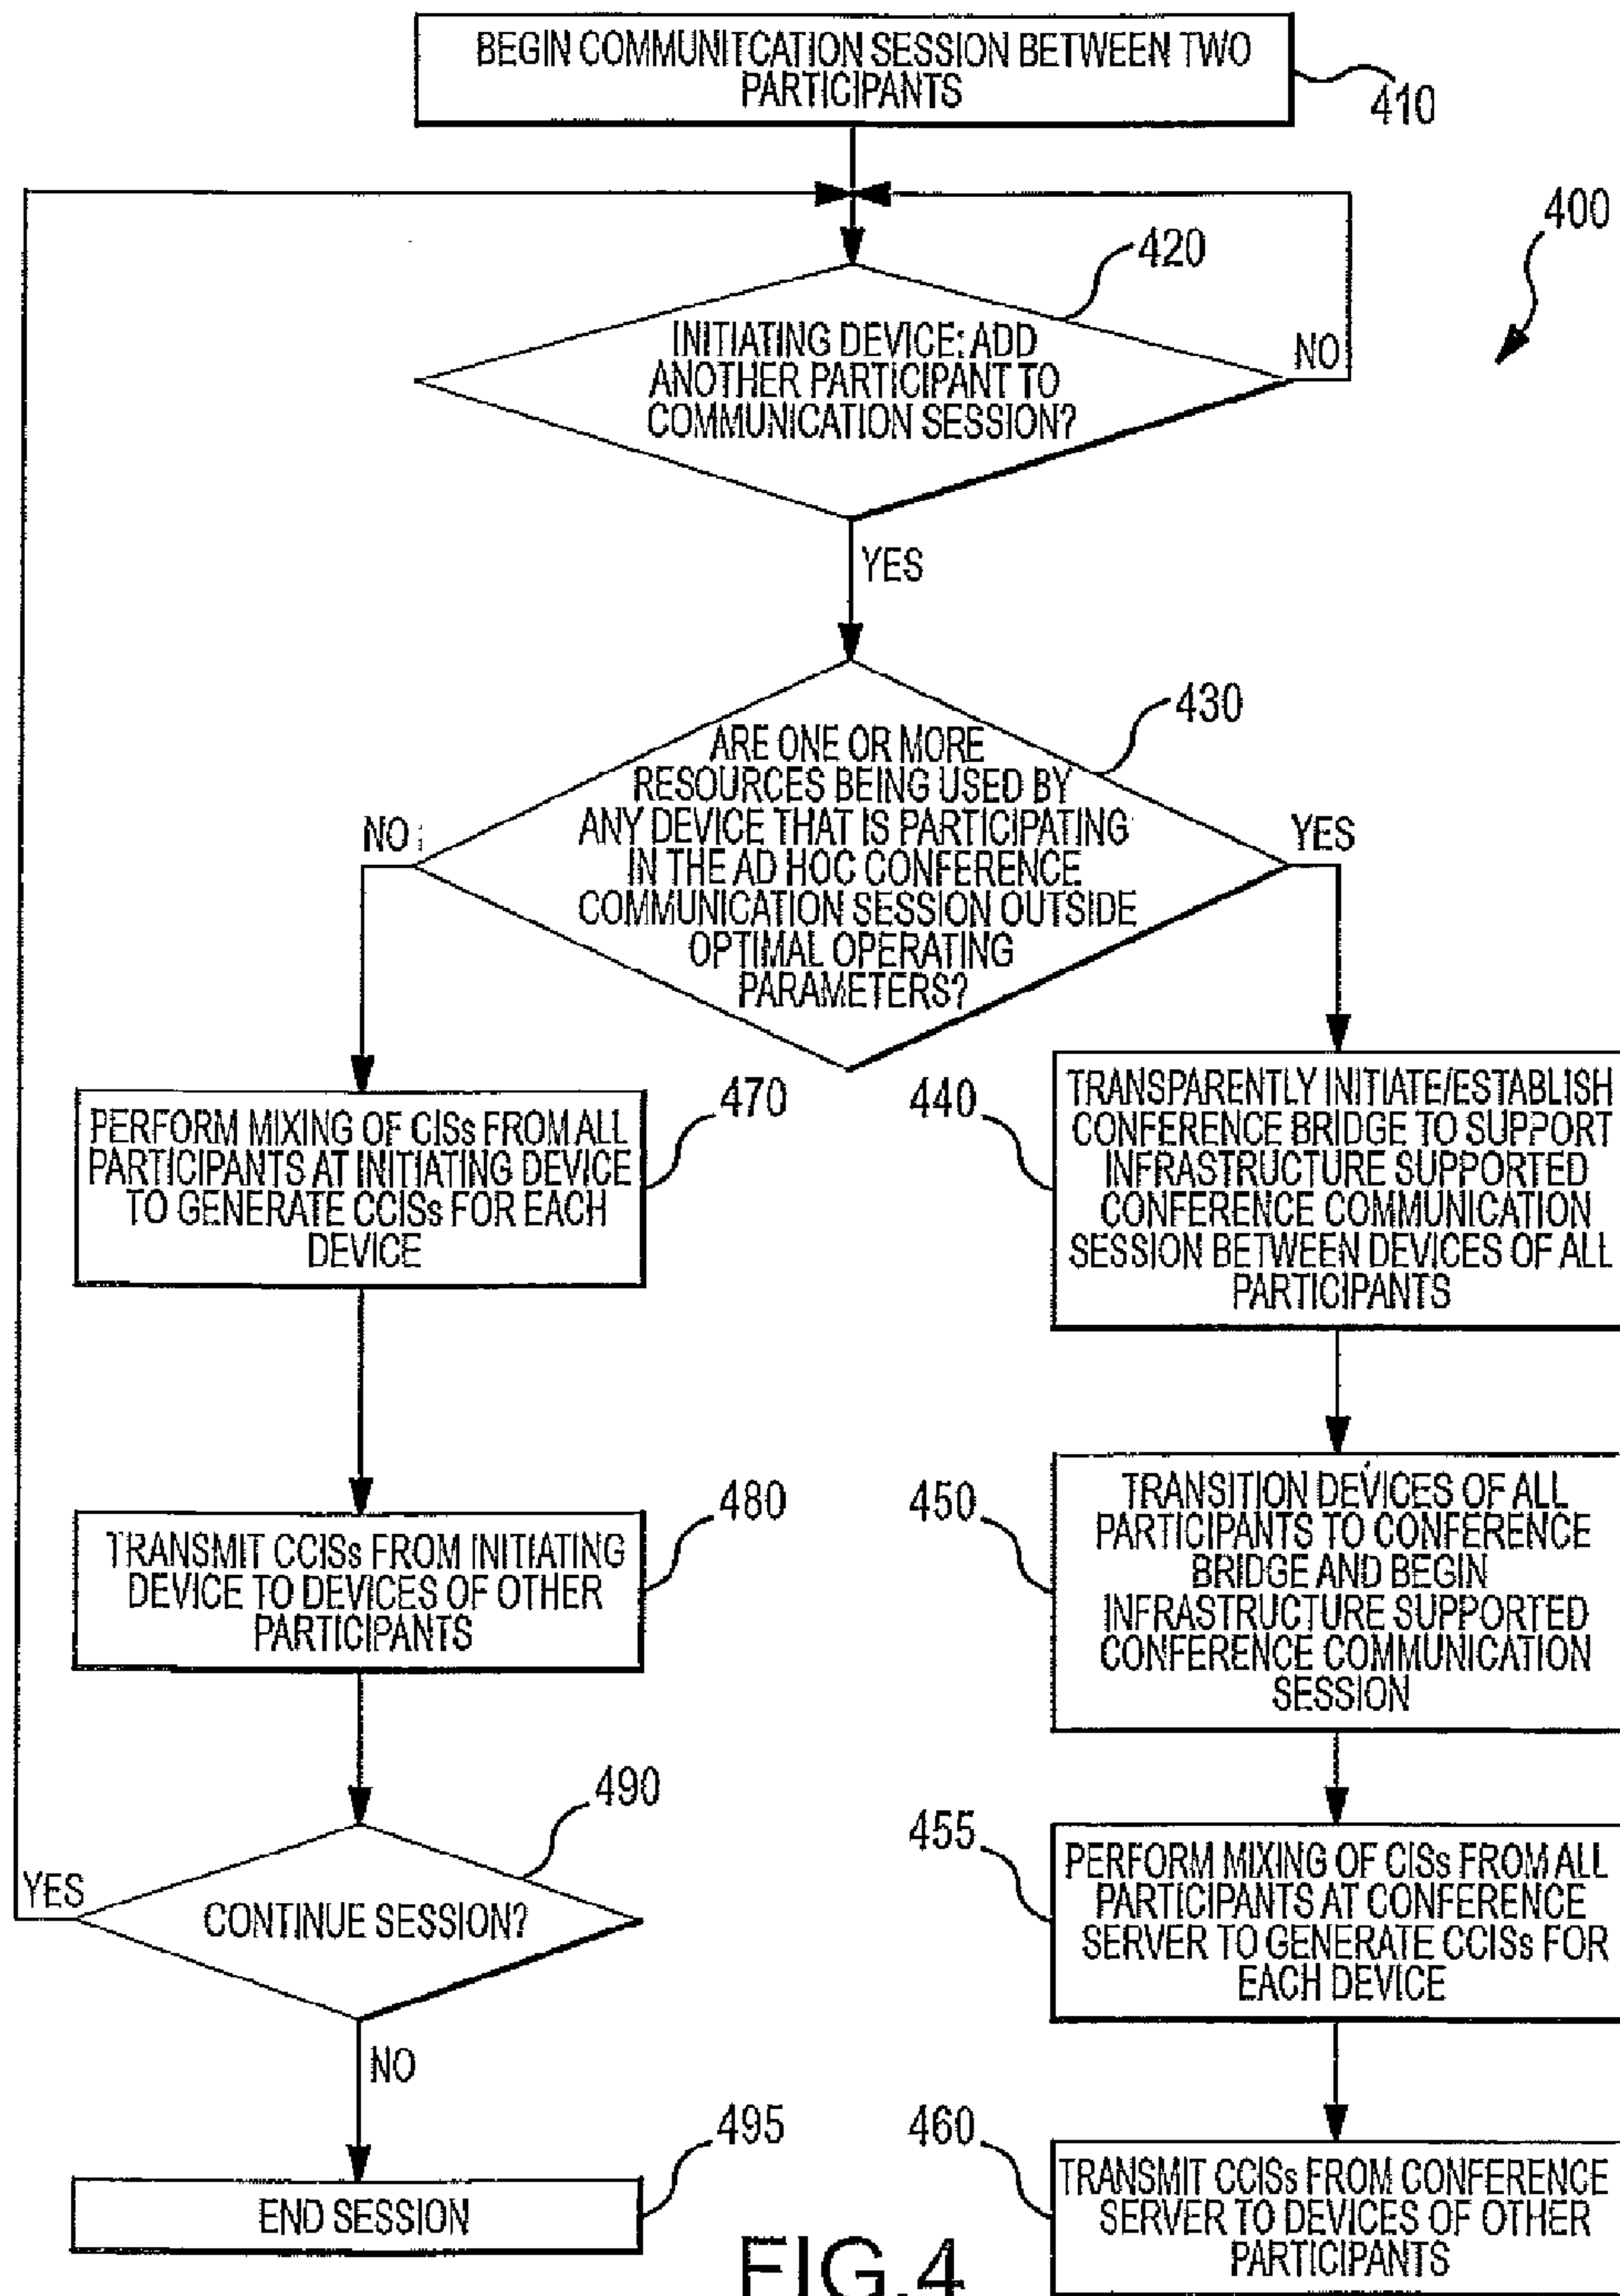 BEGIN COMMUNITCATION SESSION BETWEEN TWO
PARTICIPANTS
410
400
420
INITIATING DEVICE: ADD
ANOTHER PARTICIPANT TO
COMMUNICATION SESSION?
NO
YES
430
ARE ONE OR MORE
RESOURCES BEING USED BY
ANY DEVICE THAT IS PARTICIPATING
IN THE AD HOC CONFERENCE
COMMUNICATION SESSION OUTSIDE
OPTIMAL OPERATING
PARAMETERS?
NO
YES
470
PERFORM MIXING OF CISs FROM ALL
PARTICIPANTS AT INITIATING DEVICE
TO GENERATE CCISs FOR EACH
DEVICE
440
TRANSPARENTLY INITIATE/ESTABLISH
CONFERENCE BRIDGE TO SUPPORT
INFRASTRUCTURE SUPPORTED
CONFERENCE COMMUNICATION
SESSION BETWEEN DEVICES OF ALL
PARTICIPANTS
480
TRANSMIT CCISs FROM INITIATING
DEVICE TO DEVICES OF OTHER
PARTICIPANTS
450
TRANSITION DEVICES OF ALL
PARTICIPANTS TO CONFERENCE
BRIDGE AND BEGIN
INFRASTRUCTURE SUPPORTED
CONFERENCE COMMUNICATION
SESSION
490
YES
CONTINUE SESSION?
NO
455
PERFORM MIXING OF CISs FROM ALL
PARTICIPANTS AT CONFERENCE
SERVER TO GENERATE CCISs FOR
EACH DEVICE
495
END SESSION
460
TRANSMIT CCISs FROM CONFERENCE
SERVER TO DEVICES OF OTHER
PARTICIPANTS
FIG.4